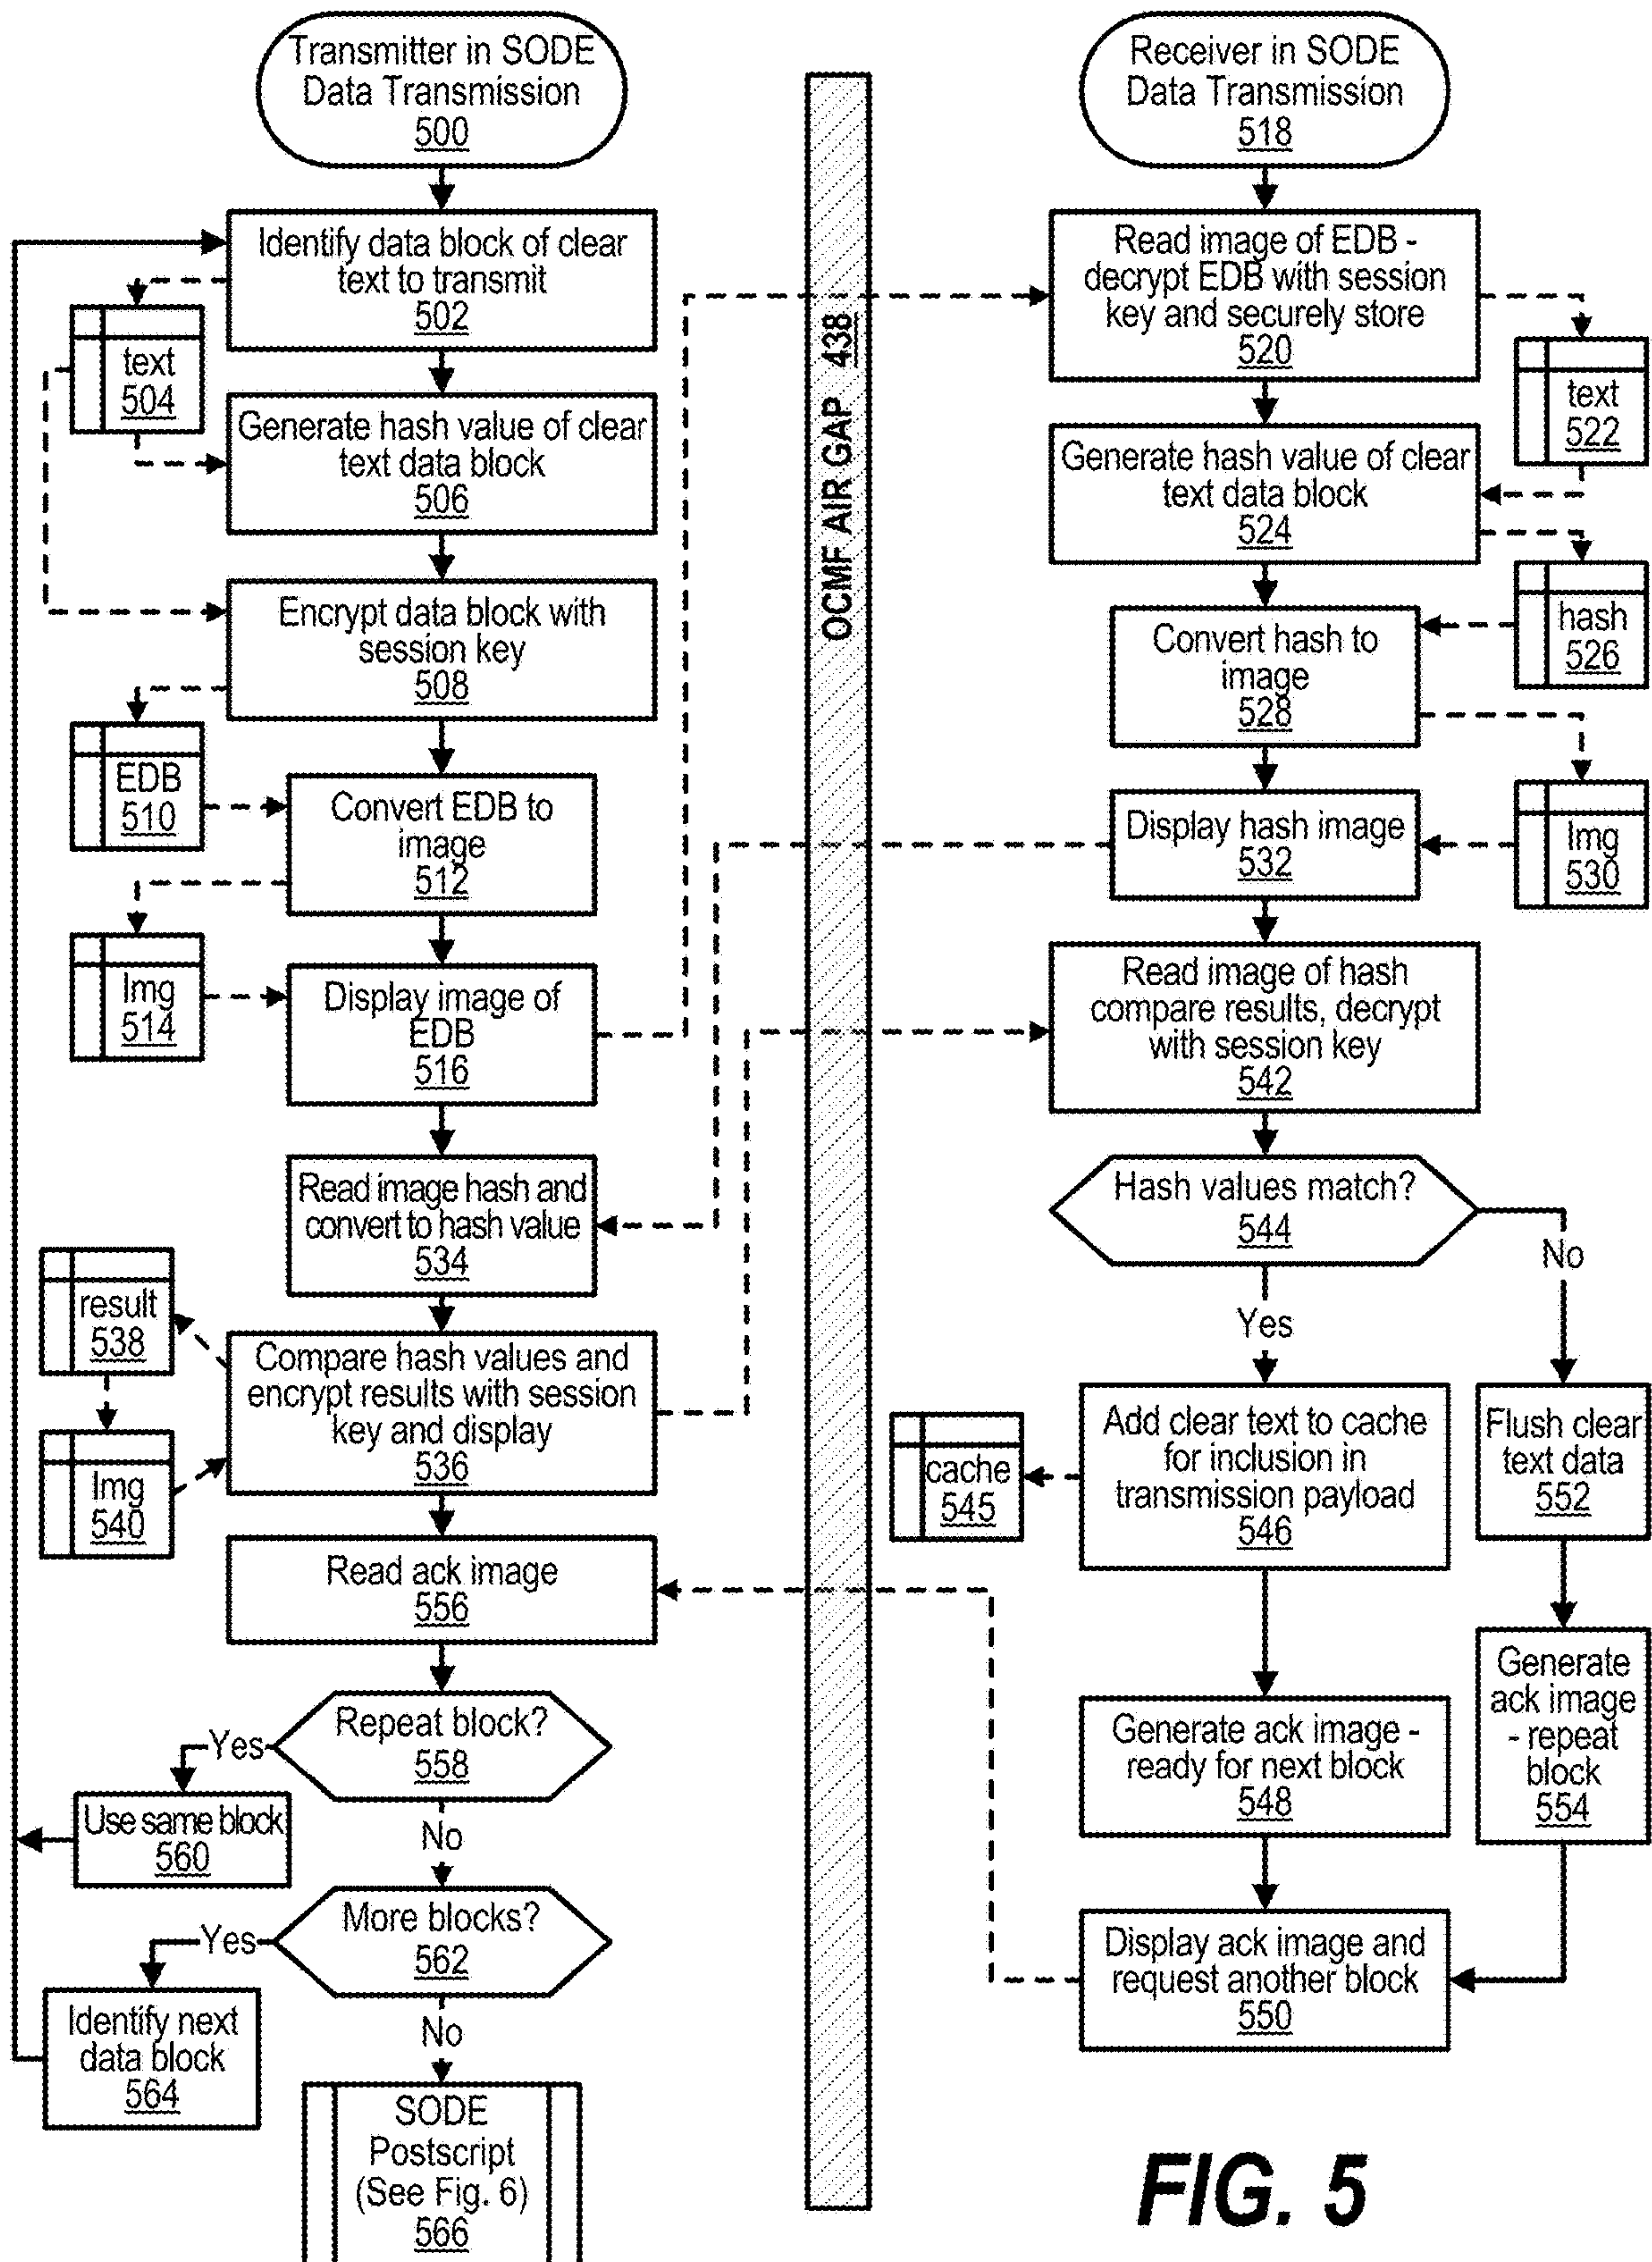 Transmitter in SODE
Data Transmission
500
Identify data block of clear
text to transmit
502
text
504
Generate hash value of clear
text data block
506
Encrypt data block with
session key
508
EDB
510
Convert EDB to
image
512
Img
514
Display image of
EDB
516
Read image hash and
convert to hash value
534
result
538
Compare hash values and
encrypt results with session
key and display
536
Img
540
Read ack image
556
Repeat block?
558
Yes
Use same block
560
No
More blocks?
562
Yes
Identify next
data block
564
No
SODE
Postscript
(See Fig. 6)
566
OCMF AIR GAP 438
Receiver in SODE
Data Transmission
518
Read image of EDB -
decrypt EDB with session
key and securely store
520
text
522
Generate hash value of clear
text data block
524
hash
526
Convert hash to
image
528
Img
530
Display hash image
532
Read image of hash
compare results, decrypt
with session key
542
Hash values match?
544
No
Yes
Add clear text to cache
for inclusion in
transmission payload
546
cache
545
Flush clear
text data
552
Generate ack image -
ready for next block
548
Generate
ack image
- repeat
block
554
Display ack image and
request another block
550
FIG. 5